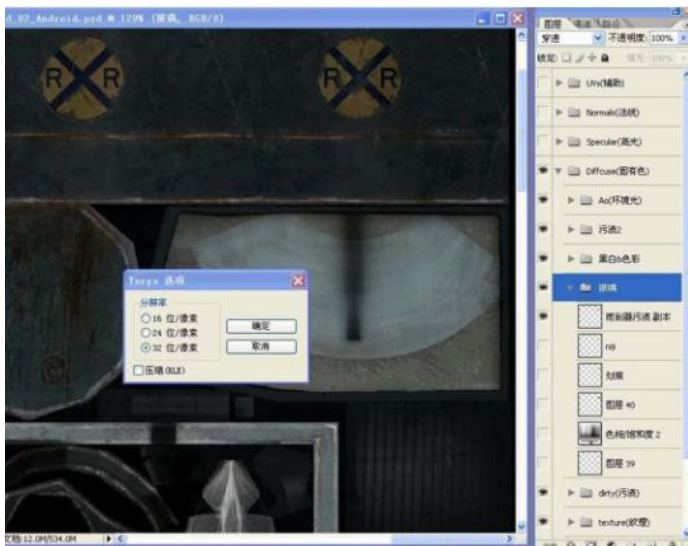 d_02_Android.psd @ 129% (玻璃, RGB/8)
R R
R R
Targa 选项
分辨率
16 位/像素
24 位/像素
32 位/像素
确定
取消
压缩(RLE)
文档:12.0M/534.0M
图层 通道 路径
穿透 不透明度: 100%
锁定: 填充: 100%
UVs(辅助)
Normals(法线)
Specular(高光)
Diffcuse(固有色)
Ao(环境光)
污渍2
黑白&色彩
玻璃
雨刮器污渍 副本
划痕
图层 40
色相/饱和度 2
图层 39
dirty(污渍)
texture(纹理)